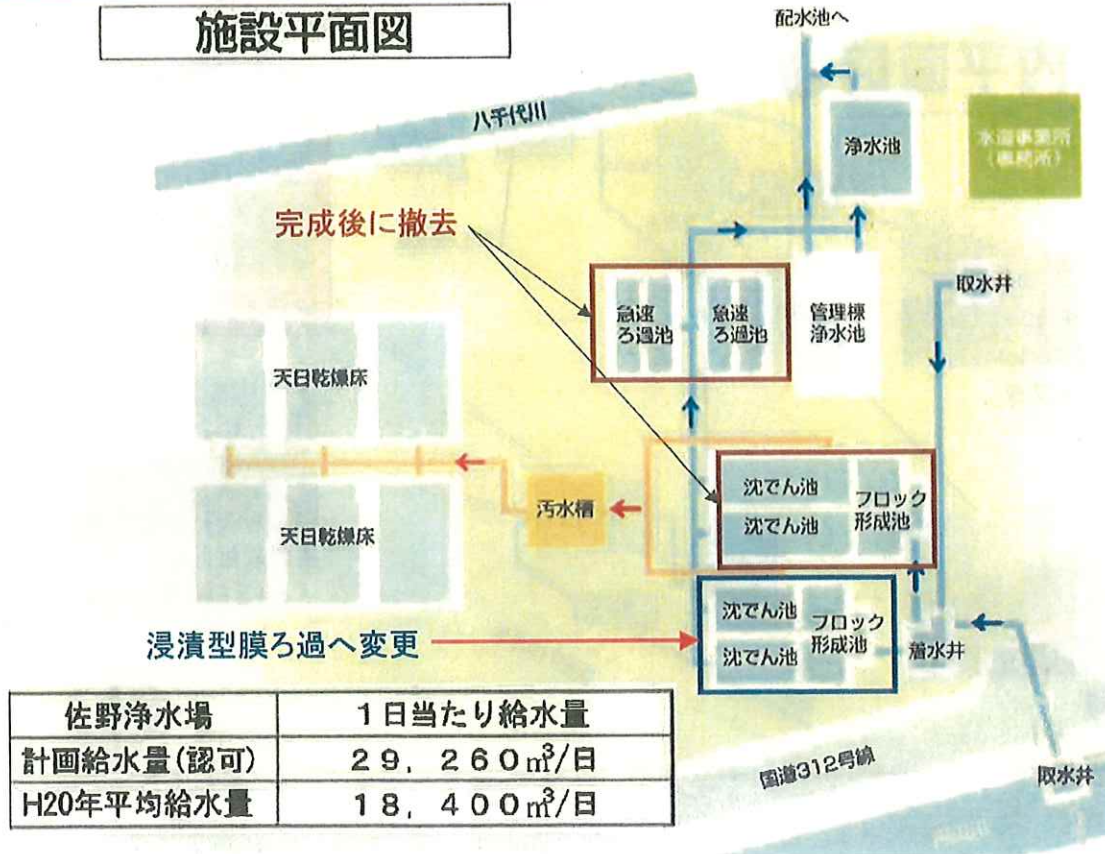 施設平面図
配水池へ
八千代川
浄水池
水道事業所
(事務所)
完成後に撤去
取水井
急速
ろ過池
急速
ろ過池
管理棟
浄水池
天日乾燥床
沈でん池
フロック
形成池
沈でん池
汚水槽
天日乾燥床
沈でん池
フロック
形成池
沈でん池
着水井
浸漬型膜ろ過へ変更
佐野浄水場 1日当たり給水量
計画給水量(認可) 29,260㎥/日
H20年平均給水量 18,400㎥/日
国道312号線
取水井